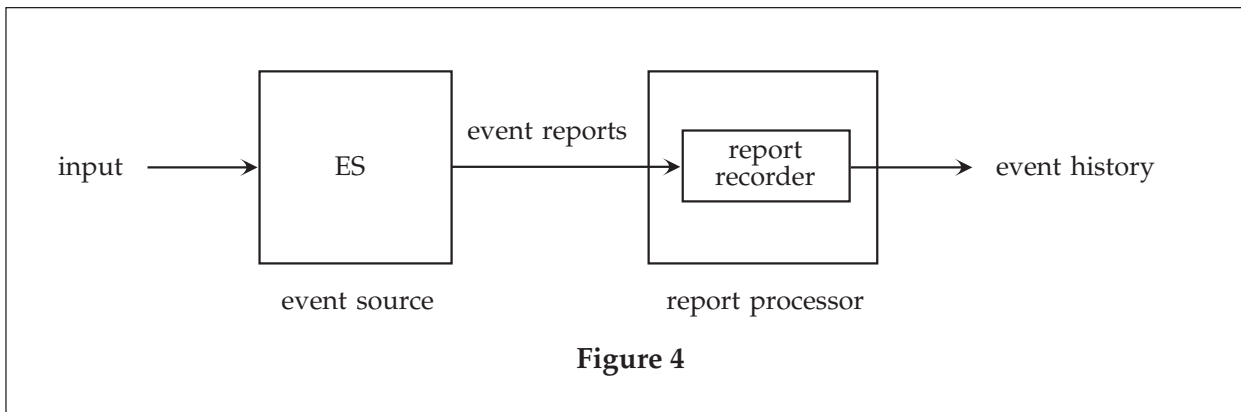 input
ES
event reports
report
recorder
event history
event source
report processor
Figure 4